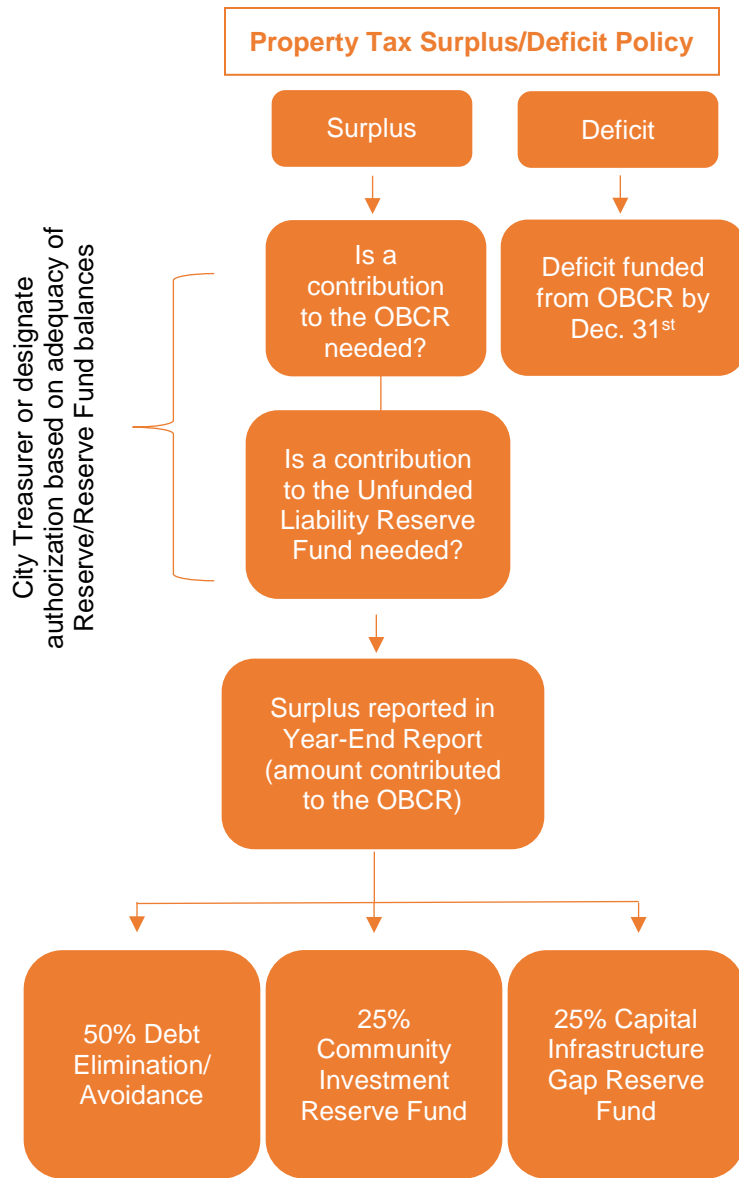 Property Tax Surplus/Deficit Policy
Surplus
Deficit
City Treasurer or designate
authorization based on adequacy of
Reserve/Reserve Fund balances
Is a
contribution
to the OBCR
needed?
Deficit funded
from OBCR by
Dec. 31st
Is a contribution
to the Unfunded
Liability Reserve
Fund needed?
Surplus reported in
Year-End Report
(amount contributed
to the OBCR)
50% Debt
Elimination/
Avoidance
25%
Community
Investment
Reserve Fund
25% Capital
Infrastructure
Gap Reserve
Fund